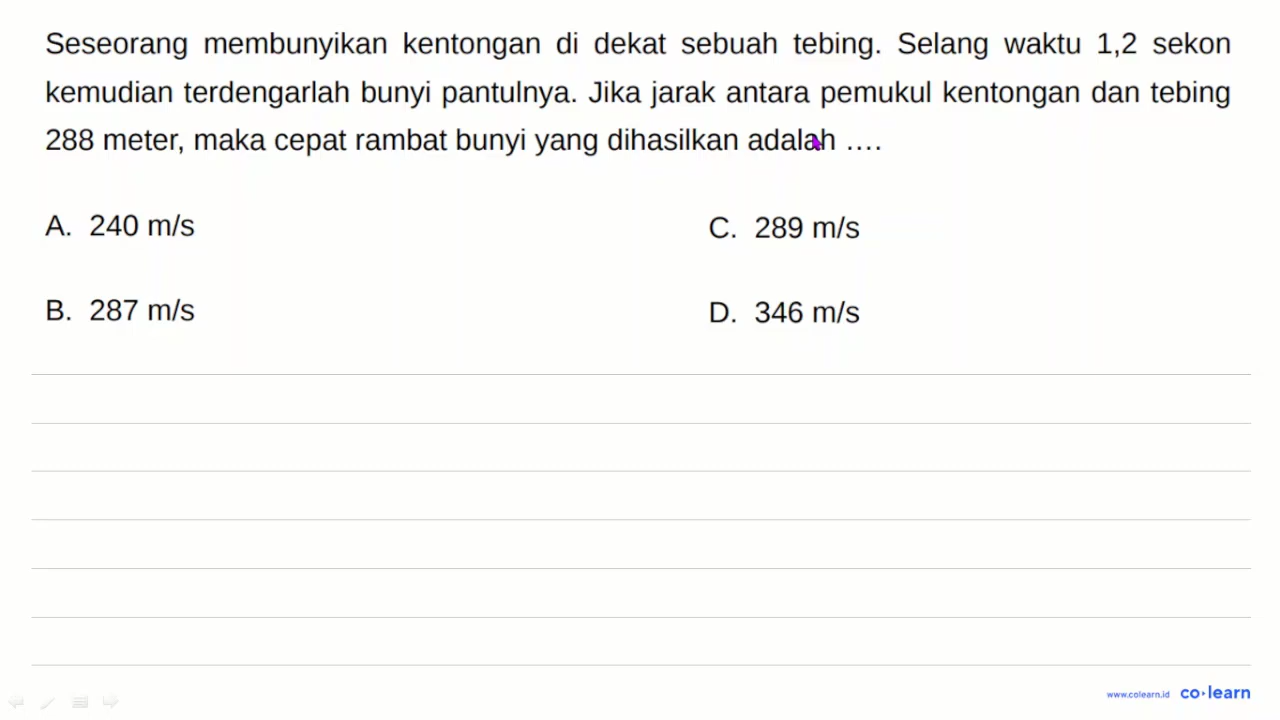 Seseorang membunyikan kentongan di dekat sebuah tebing. Selang waktu 1,2 sekon
kemudian terdengarlah bunyi pantulnya. Jika jarak antara pemukul kentongan dan tebing
288 meter, maka cepat rambat bunyi yang dihasilkan adalah ....
A. 240 m/s
C. 289 m/s
B. 287 m/s
D. 346 m/s
www.colearn.id co·learn